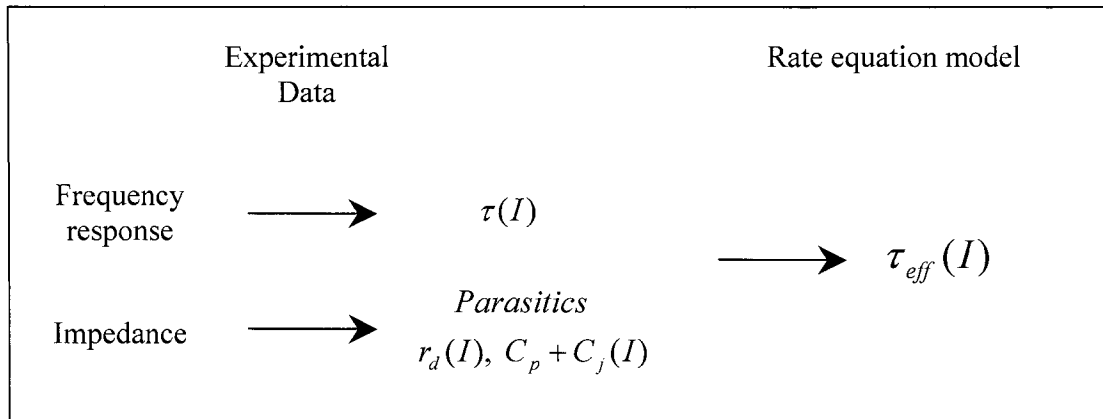 Experimental
Data
Rate equation model
Frequency
response
τ(I)
τ_eff(I)
Impedance
Parasitics
r_d(I), C_p + C_j(I)